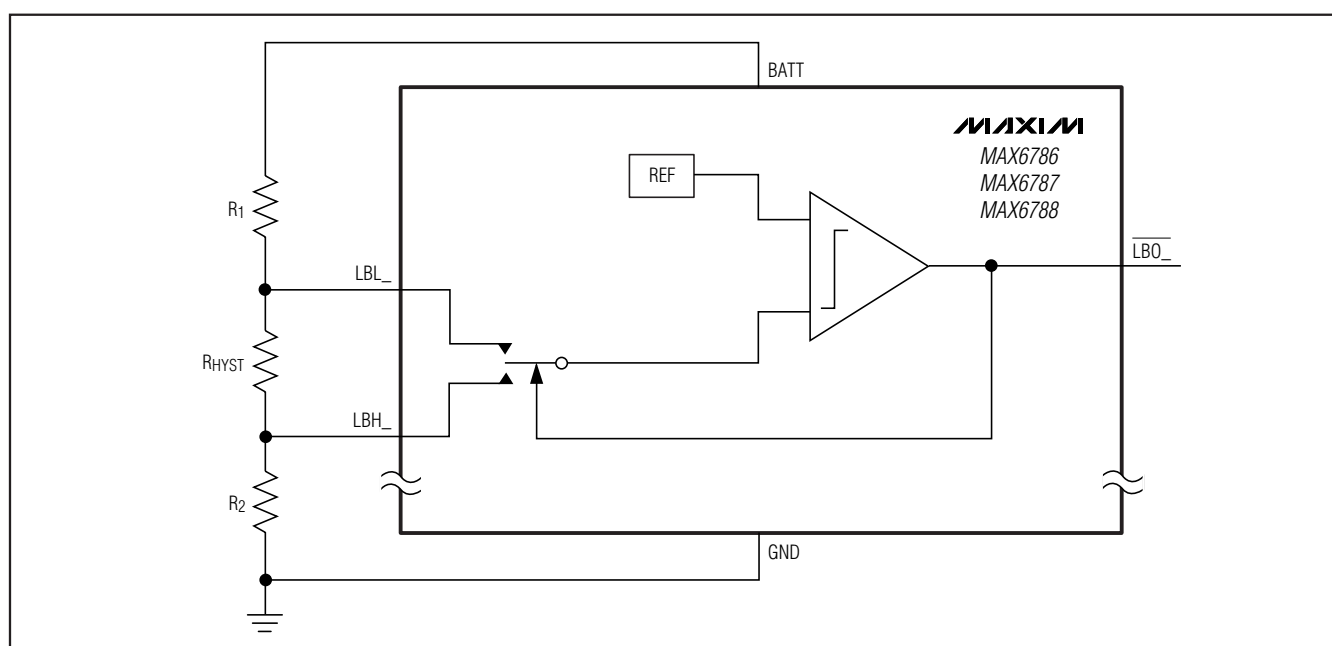 BATT
MAXIM
MAX6786
MAX6787
MAX6788
REF
R1
LBO_
LBL_
RHYST
LBH_
R2
GND